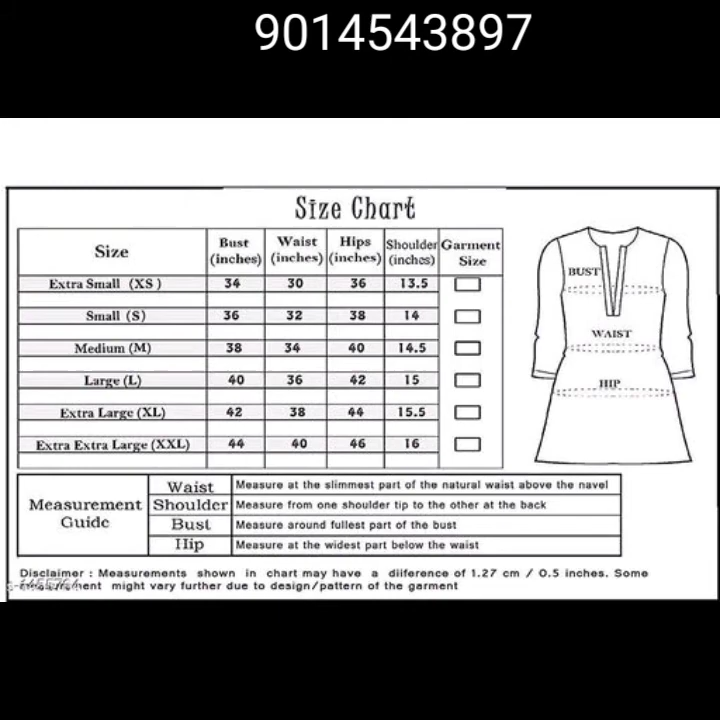 9014543897
Size Chart
Size Bust (inches) Waist (inches) Hips (inches) Shoulder (inches) Garment Size
Extra Small (XS) 34 30 36 13.5
Small (S) 36 32 38 14
Medium (M) 38 34 40 14.5
Large (L) 40 36 42 15
Extra Large (XL) 42 38 44 15.5
Extra Extra Large (XXL) 44 40 46 16
BUST
WAIST
HIP
Measurement Guide
Waist Measure at the slimmest part of the natural waist above the navel
Shoulder Measure from one shoulder tip to the other at the back
Bust Measure around fullest part of the bust
Hip Measure at the widest part below the waist
Disclaimer : Measurements shown in chart may have a diifference of 1.27 cm / 0.5 inches. Some
measurement might vary further due to design/pattern of the garment